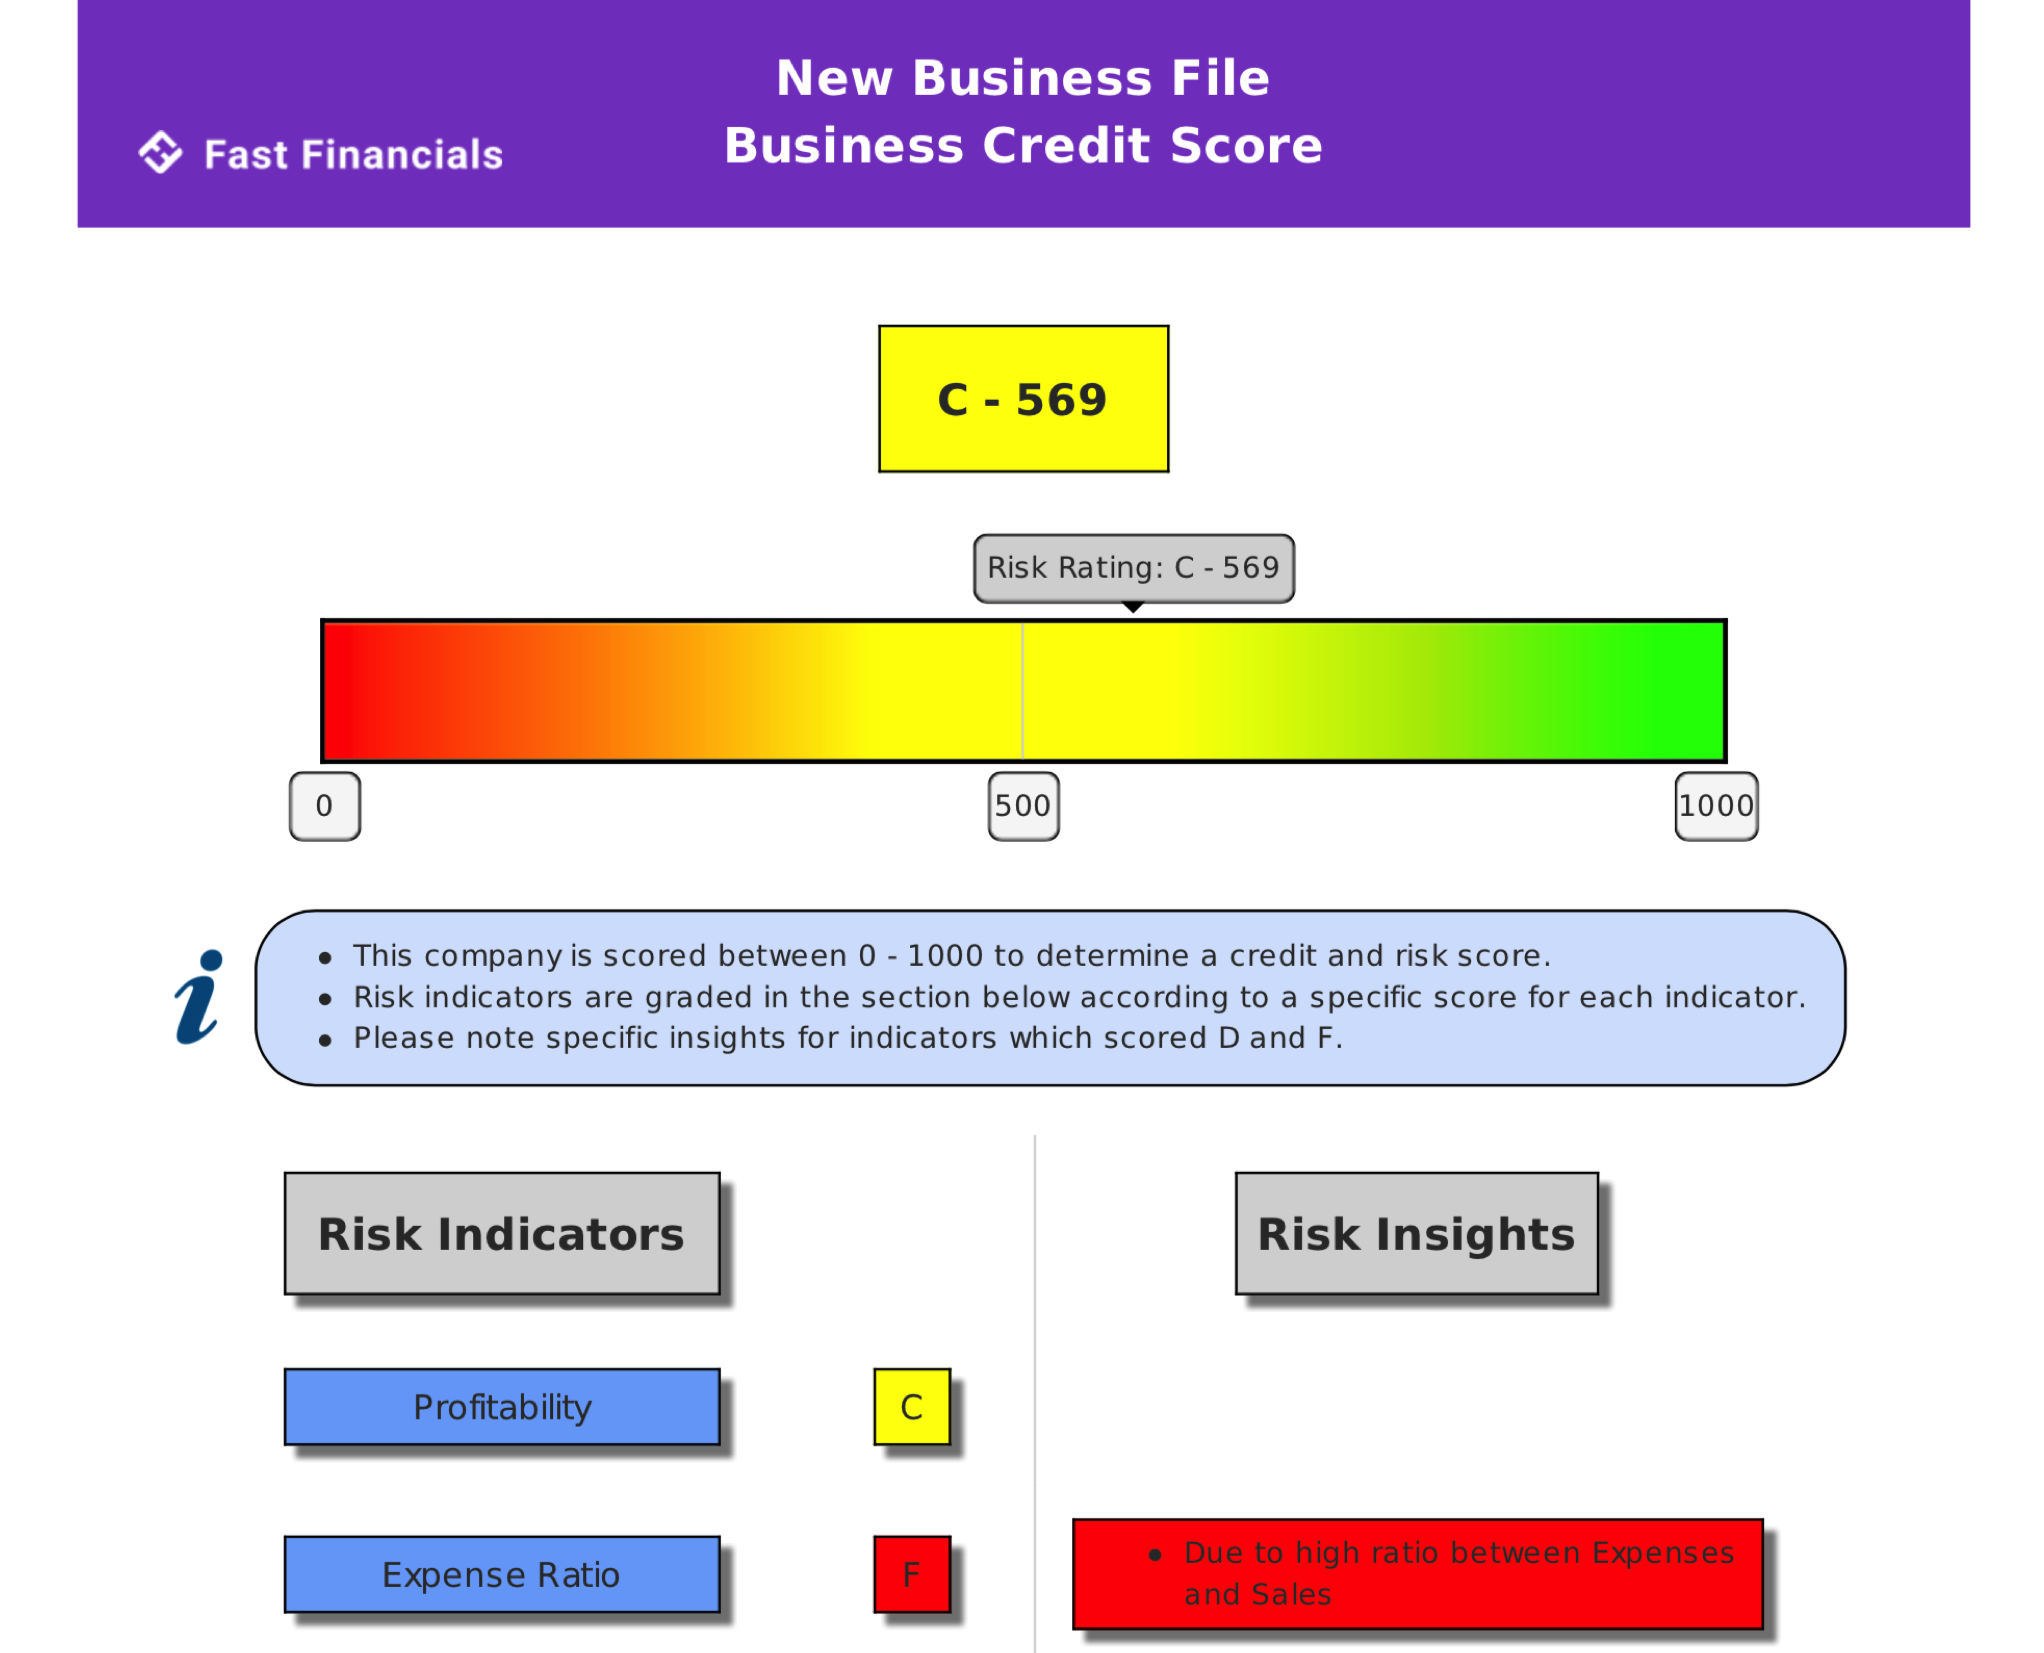 New Business File
Business Credit Score
Fast Financials
C - 569
Risk Rating: C - 569
0
500
1000
i
• This company is scored between 0 - 1000 to determine a credit and risk score.
• Risk indicators are graded in the section below according to a specific score for each indicator.
• Please note specific insights for indicators which scored D and F.
Risk Indicators
Risk Insights
Profitability
C
Expense Ratio
F
• Due to high ratio between Expenses
and Sales